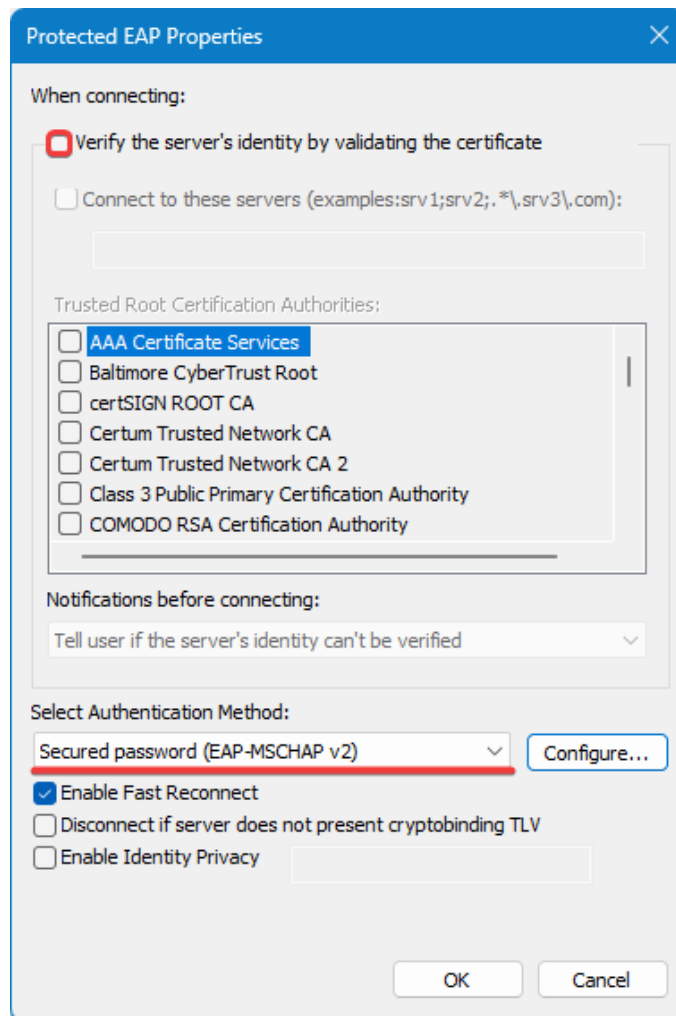 Protected EAP Properties
When connecting:
Verify the server's identity by validating the certificate
Connect to these servers (examples:srv1;srv2;.*\.srv3\.com):
Trusted Root Certification Authorities:
AAA Certificate Services
Baltimore CyberTrust Root
certSIGN ROOT CA
Certum Trusted Network CA
Certum Trusted Network CA 2
Class 3 Public Primary Certification Authority
COMODO RSA Certification Authority
Notifications before connecting:
Tell user if the server's identity can't be verified
Select Authentication Method:
Secured password (EAP-MSCHAP v2)
Configure...
Enable Fast Reconnect
Disconnect if server does not present cryptobinding TLV
Enable Identity Privacy
OK
Cancel